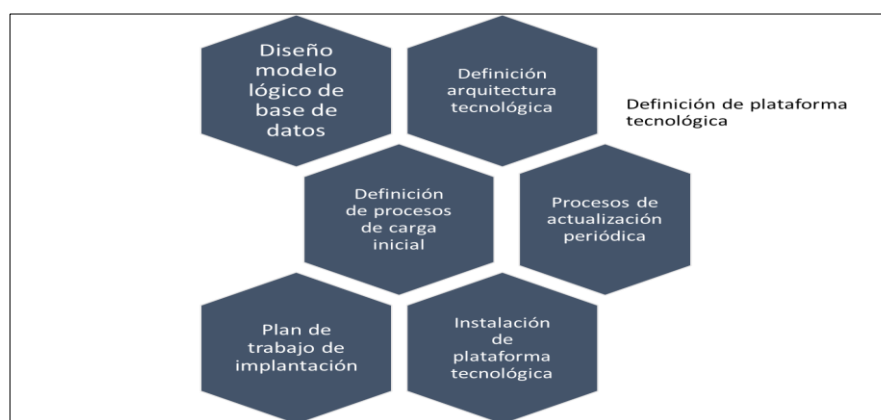 Diseño
modelo
lógico de
base de
datos
Definición
arquitectura
tecnológica
Definición de plataforma
tecnológica
Definición
de procesos
de carga
inicial
Procesos de
actualización
periódica
Plan de
trabajo de
implantación
Instalación
de
plataforma
tecnológica